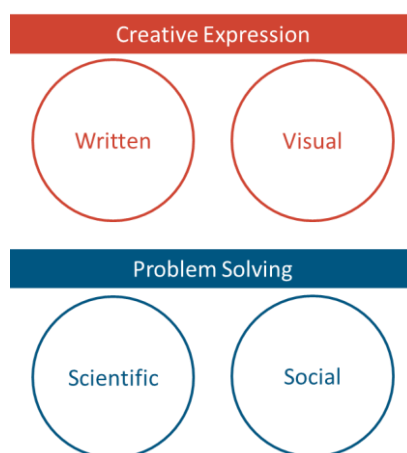 Creative Expression
Written
Visual
Problem Solving
Scientific
Social